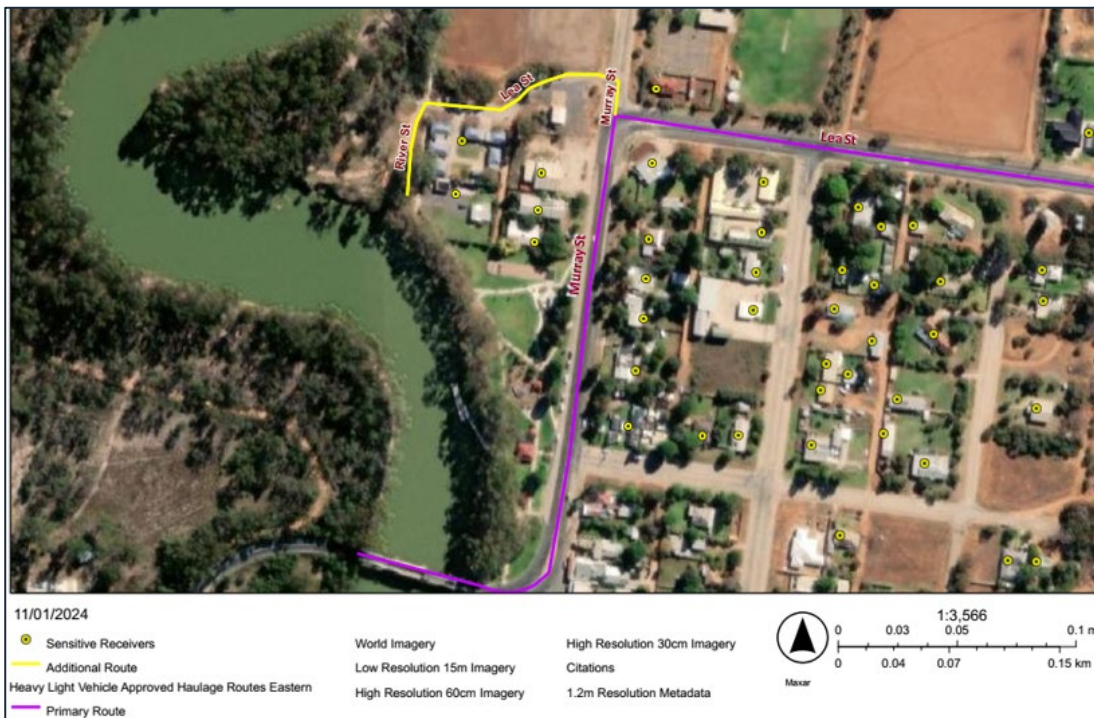 Lea St
Murray St
River St
Lea St
Murray St
11/01/2024
Sensitive Receivers
Additional Route
Heavy Light Vehicle Approved Haulage Routes Eastern
Primary Route
World Imagery
Low Resolution 15m Imagery
High Resolution 60cm Imagery
High Resolution 30cm Imagery
Citations
1.2m Resolution Metadata
Maxar
1:3,566
0 0.03 0.05 0.1 m
0 0.04 0.07 0.15 km